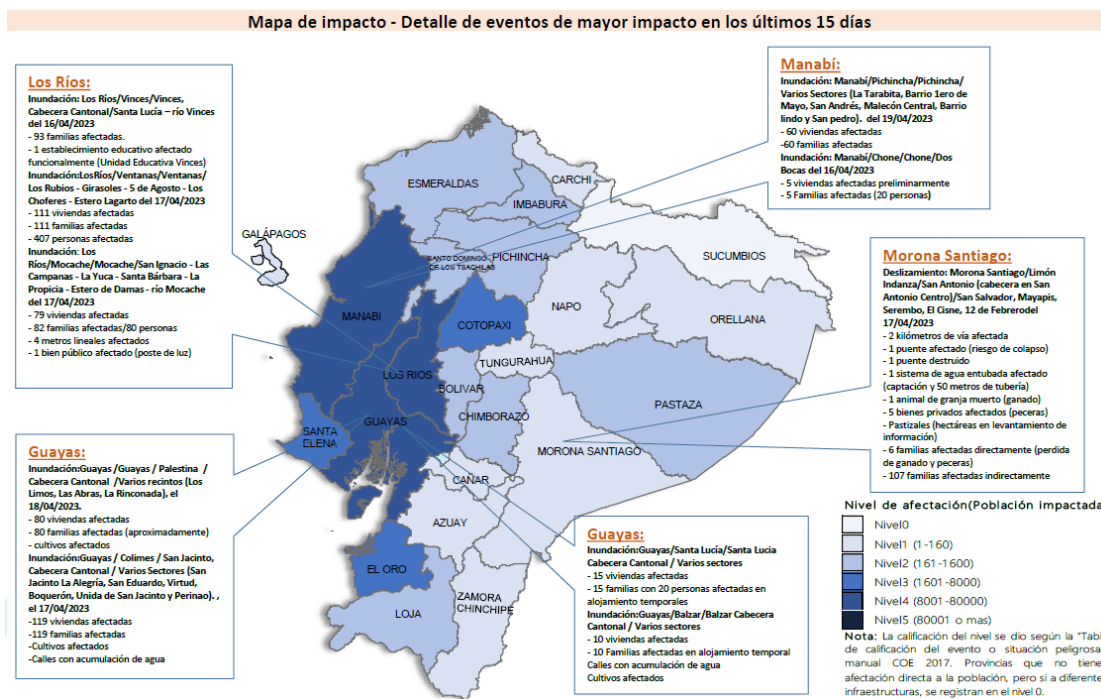 Mapa de impacto - Detalle de eventos de mayor impacto en los últimos 15 días
Los Ríos:
Inundación: Los Ríos/Vinces/Vinces,
Cabecera Cantonal/Santa Lucía – río Vinces
del 16/04/2023
- 93 familias afectadas.
- 1 establecimiento educativo afectado
funcionalmente (Unidad Educativa Vinces)
Inundación:LosRíos/Ventanas/Ventanas/
Los Rubios - Girasoles - 5 de Agosto - Los
Choferes - Estero Lagarto del 17/04/2023
- 111 viviendas afectadas
- 111 familias afectadas
- 407 personas afectadas
Inundación: Los
Ríos/Mocache/Mocache/San Ignacio - Las
Campanas - La Yuca - Santa Bárbara - La
Propicia - Estero de Damas - río Mocache
del 17/04/2023
- 79 viviendas afectadas
- 82 familias afectadas/80 personas
- 4 metros lineales afectados
- 1 bien público afectado (poste de luz)
Guayas:
Inundación:Guayas /Guayas / Palestina /
Cabecera Cantonal /Varios recintos (Los
Limos, Las Abras, La Rinconada), el
18/04/2023.
- 80 viviendas afectadas
- 80 familias afectadas (aproximadamente)
- cultivos afectados
Inundación:Guayas / Colimes / San Jacinto,
Cabecera Cantonal / Varios Sectores (San
Jacinto La Alegría, San Eduardo, Virtud,
Boquerón, Unida de San Jacinto y Perinao). ,
el 17/04/2023
-119 viviendas afectadas
-119 familias afectadas
-Cultivos afectados
-Calles con acumulación de agua
GALÁPAGOS
ESMERALDAS
CARCHI
IMBABURA
SANTO DOMINGO
DE LOS TSACHILAS
PICHINCHA
SUCUMBIOS
MANABI
COTOPAXI
NAPO
ORELLANA
TUNGURAHUA
LOS RIOS
BOLIVAR
CHIMBORAZO
PASTAZA
SANTA
ELENA
GUAYAS
MORONA SANTIAGO
CAÑAR
AZUAY
EL ORO
LOJA
ZAMORA
CHINCHIPE
Manabí:
Inundación: Manabí/Pichincha/Pichincha/
Varios Sectores (La Tarabita, Barrio 1ero de
Mayo, San Andrés, Malecón Central, Barrio
lindo y San pedro). del 19/04/2023
- 60 viviendas afectadas
-60 familias afectadas
Inundación: Manabí/Chone/Chone/Dos
Bocas del 16/04/2023
- 5 viviendas afectadas preliminarmente
- 5 Familias afectadas (20 personas)
Morona Santiago:
Deslizamiento: Morona Santiago/Limón
Indanza/San Antonio (cabecera en San
Antonio Centro)/San Salvador, Mayapis,
Serembo, El Cisne, 12 de Febrerodel
17/04/2023
- 2 kilómetros de vía afectada
- 1 puente afectado (riesgo de colapso)
- 1 puente destruido
- 1 sistema de agua entubada afectado
(captación y 50 metros de tubería)
- 1 animal de granja muerto (ganado)
- 5 bienes privados afectados (peceras)
- Pastizales (hectáreas en levantamiento de
información)
- 6 familias afectadas directamente (perdida
de ganado y peceras)
- 107 familias afectadas indirectamente
Guayas:
Inundación:Guayas/Santa Lucía/Santa Lucia
Cabecera Cantonal / Varios sectores
- 15 viviendas afectadas
- 15 familias con 20 personas afectadas en
alojamiento temporales
Inundación:Guayas/Balzar/Balzar Cabecera
Cantonal / Varios sectores
- 10 viviendas afectadas
- 10 Familias afectadas en alojamiento temporal
Calles con acumulación de agua
Cultivos afectados
Nivel de afectación(Población impactada
Nivel0
Nivel1 (1-160)
Nivel2 (161-1600)
Nivel3 (1601-8000)
Nivel4 (8001-80000)
Nivel5 (80001 o mas)
Nota: La calificación del nivel se dio según la "Tabl
de calificación del evento o situación peligrosa
manual COE 2017. Provincias que no tiene
afectación directa a la población, pero si a diferente
infraestructuras, se registran en el nivel 0.